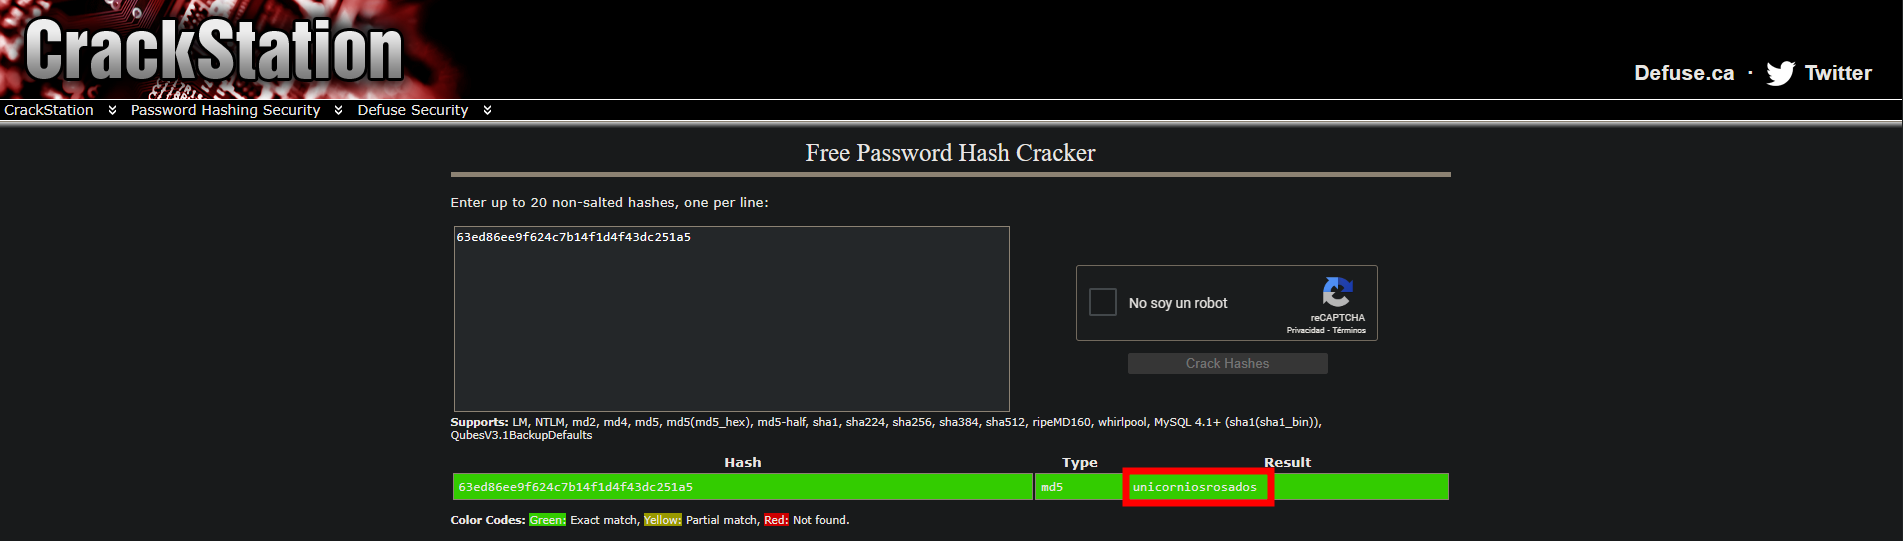 CrackStation
Defuse.ca · Twitter
CrackStation Password Hashing Security Defuse Security
Free Password Hash Cracker
Enter up to 20 non-salted hashes, one per line:
63ed86ee9f624c7b14f1d4f43dc251a5
No soy un robot
reCAPTCHA
Privacidad - Términos
Crack Hashes
Supports: LM, NTLM, md2, md4, md5, md5(md5_hex), md5-half, sha1, sha224, sha256, sha384, sha512, ripeMD160, whirlpool, MySQL 4.1+ (sha1(sha1_bin)),
QubesV3.1BackupDefaults
Hash Type Result
63ed86ee9f624c7b14f1d4f43dc251a5 md5 unicorniosrosados
Color Codes: Green: Exact match, Yellow: Partial match, Red: Not found.